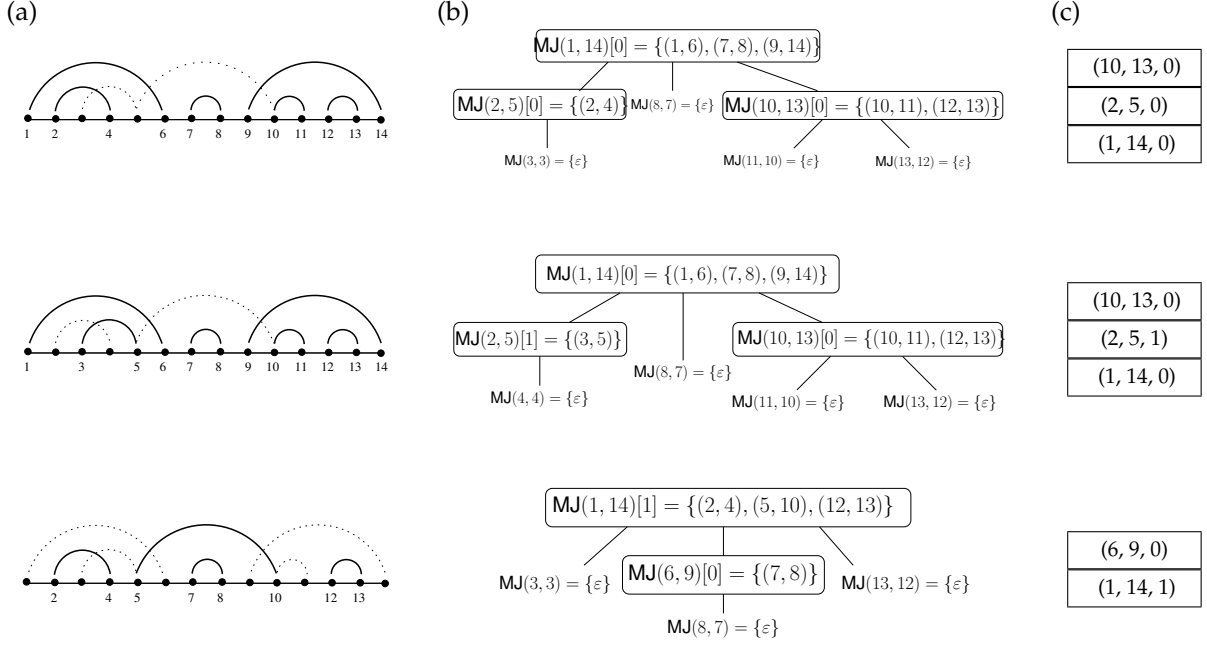 (a)
(b)
(c)
1 2 4 6 7 8 9 10 11 12 13 14
MJ(1, 14)[0] = {(1, 6), (7, 8), (9, 14)}
MJ(2, 5)[0] = {(2, 4)}
MJ(8, 7) = {ε}
MJ(10, 13)[0] = {(10, 11), (12, 13)}
MJ(3, 3) = {ε}
MJ(11, 10) = {ε}
MJ(13, 12) = {ε}
(10, 13, 0)
(2, 5, 0)
(1, 14, 0)
1 3 5 6 7 8 9 10 11 12 13 14
MJ(1, 14)[0] = {(1, 6), (7, 8), (9, 14)}
MJ(2, 5)[1] = {(3, 5)}
MJ(8, 7) = {ε}
MJ(10, 13)[0] = {(10, 11), (12, 13)}
MJ(4, 4) = {ε}
MJ(11, 10) = {ε}
MJ(13, 12) = {ε}
(10, 13, 0)
(2, 5, 1)
(1, 14, 0)
2 4 5 7 8 10 12 13
MJ(1, 14)[1] = {(2, 4), (5, 10), (12, 13)}
MJ(3, 3) = {ε}
MJ(6, 9)[0] = {(7, 8)}
MJ(13, 12) = {ε}
MJ(8, 7) = {ε}
(6, 9, 0)
(1, 14, 1)